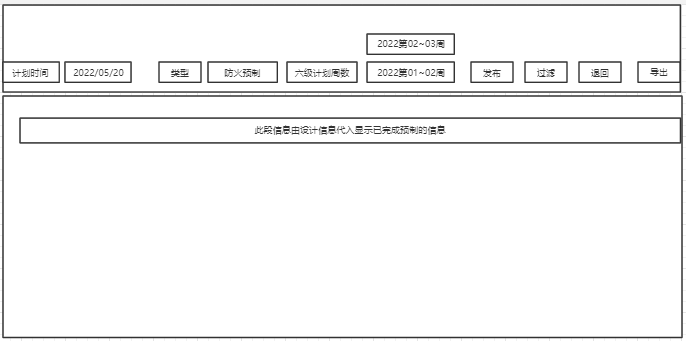 2022第02~03周
计划时间 2022/05/20 类型 防火预制 六级计划周数 2022第01~02周 发布 过滤 退回 导出
此段信息由设计信息代入显示已完成预制的信息